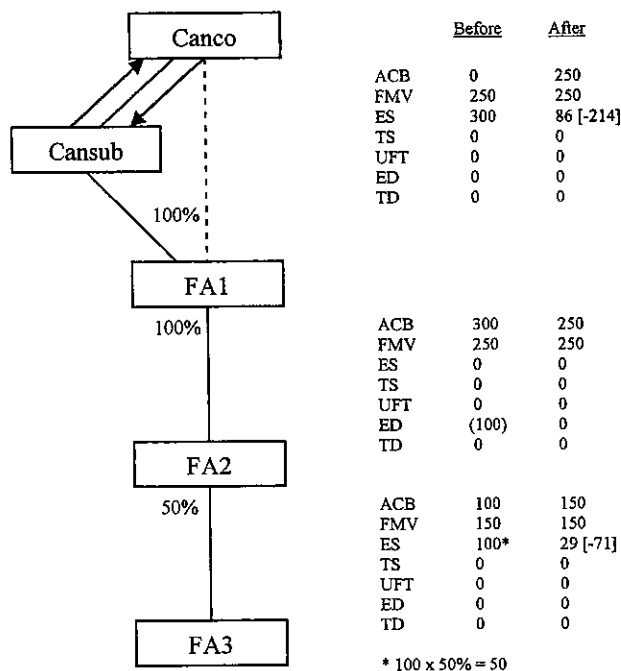 Before After
Canco
ACB 0 250
FMV 250 250
ES 300 86 [-214]
TS 0 0
UFT 0 0
ED 0 0
TD 0 0
Cansub
100%
FA1
100%
ACB 300 250
FMV 250 250
ES 0 0
TS 0 0
UFT 0 0
ED (100) 0
TD 0 0
FA2
50%
ACB 100 150
FMV 150 150
ES 100* 29 [-71]
TS 0 0
UFT 0 0
ED 0 0
TD 0 0
FA3
* 100 x 50% = 50